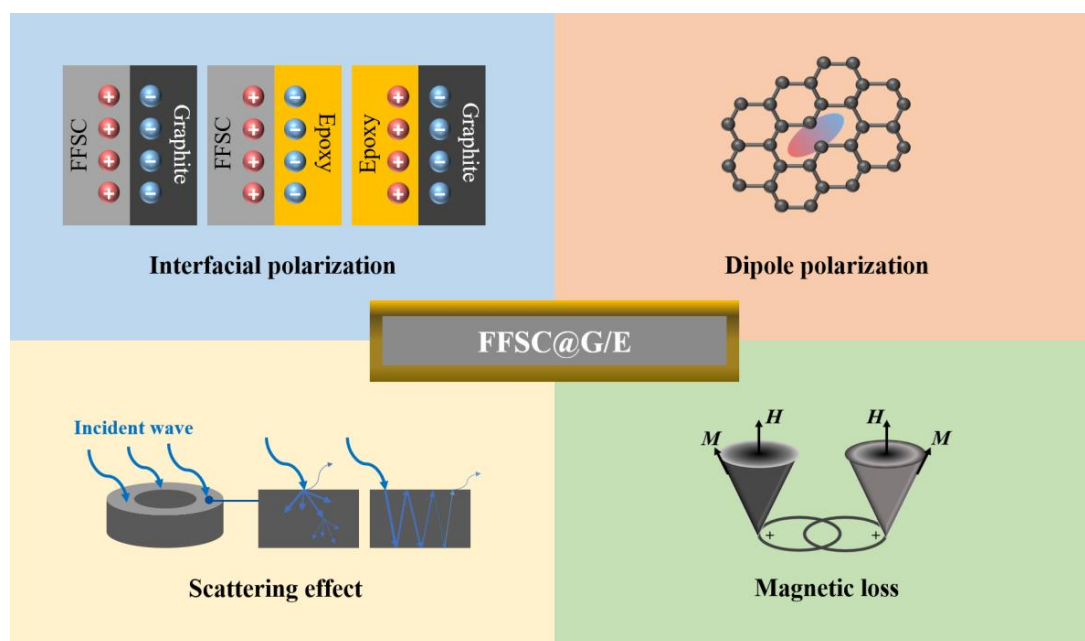 FFSC
+
+
+
+
−
−
−
−
Graphite
FFSC
+
+
+
+
−
−
−
−
Epoxy
Epoxy
+
+
+
+
−
−
−
−
Graphite
Interfacial polarization
Dipole polarization
FFSC@G/E
Incident wave
Scattering effect
H
H
M
M
+
+
Magnetic loss